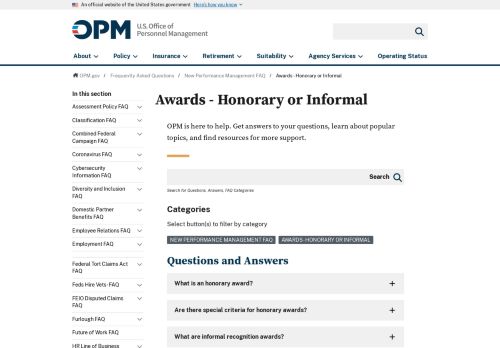 An official website of the United States government Here's how you know
OPM U.S. Office of
Personnel Management
About Policy Insurance Retirement Suitability Agency Services Operating Status
OPM.gov / Frequently Asked Questions / New Performance Management FAQ / Awards - Honorary or Informal
In this section
Assessment Policy FAQ
Classification FAQ
Combined Federal
Campaign FAQ
Coronavirus FAQ
Cybersecurity
Information FAQ
Diversity and Inclusion
FAQ
Domestic Partner
Benefits FAQ
Employee Relations FAQ
Employment FAQ
Federal Tort Claims Act
FAQ
Feds Hire Vets - FAQ
FEIO Disputed Claims
FAQ
Furlough FAQ
Future of Work FAQ
HR Line of Business
Awards - Honorary or Informal
OPM is here to help. Get answers to your questions, learn about popular
topics, and find resources for more support.
Search
Search for Questions, Answers, FAQ Categories
Categories
Select button(s) to filter by category
NEW PERFORMANCE MANAGEMENT FAQ AWARDS - HONORARY OR INFORMAL
Questions and Answers
What is an honorary award?
Are there special criteria for honorary awards?
What are informal recognition awards?